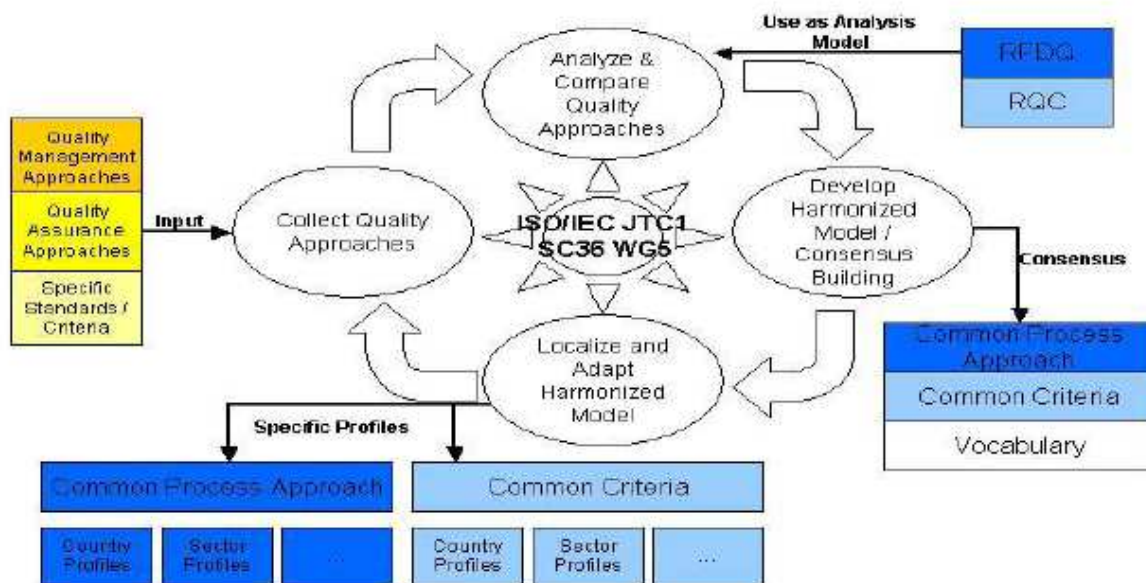 Use as Analysis
Model
RFDQ
RQC
Analyze &
Compare
Quality
Approaches
Quality
Management
Approaches
Quality
Assurance
Approaches
Specific
Standards /
Criteria
Input
Collect Quality
Approaches
ISO/IEC JTC1
SC36 WG5
Develop
Harmonized
Model /
Consensus
Building
Consensus
Common Process
Approach
Common Criteria
Vocabulary
Localize and
Adapt
Harmonized
Model
Specific Profiles
Common Process Approach
Common Criteria
Country
Profiles
Sector
Profiles
...
Country
Profiles
Sector
Profiles
...